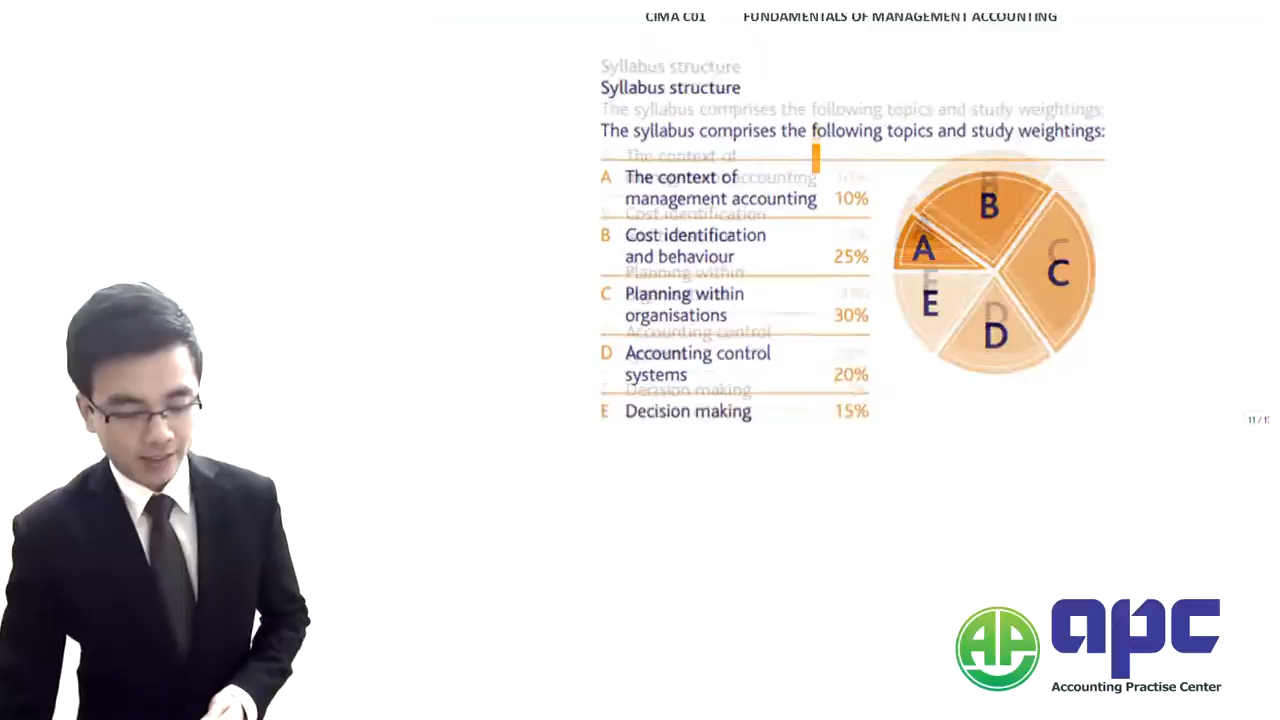 CIMA C01 FUNDAMENTALS OF MANAGEMENT ACCOUNTING
Syllabus structure
The syllabus comprises the following topics and study weightings:
A The context of
management accounting 10%
B Cost identification
and behaviour 25%
C Planning within
organisations 30%
D Accounting control
systems 20%
E Decision making 15%
B
A
C
E
D
AP
apc
Accounting Practise Center